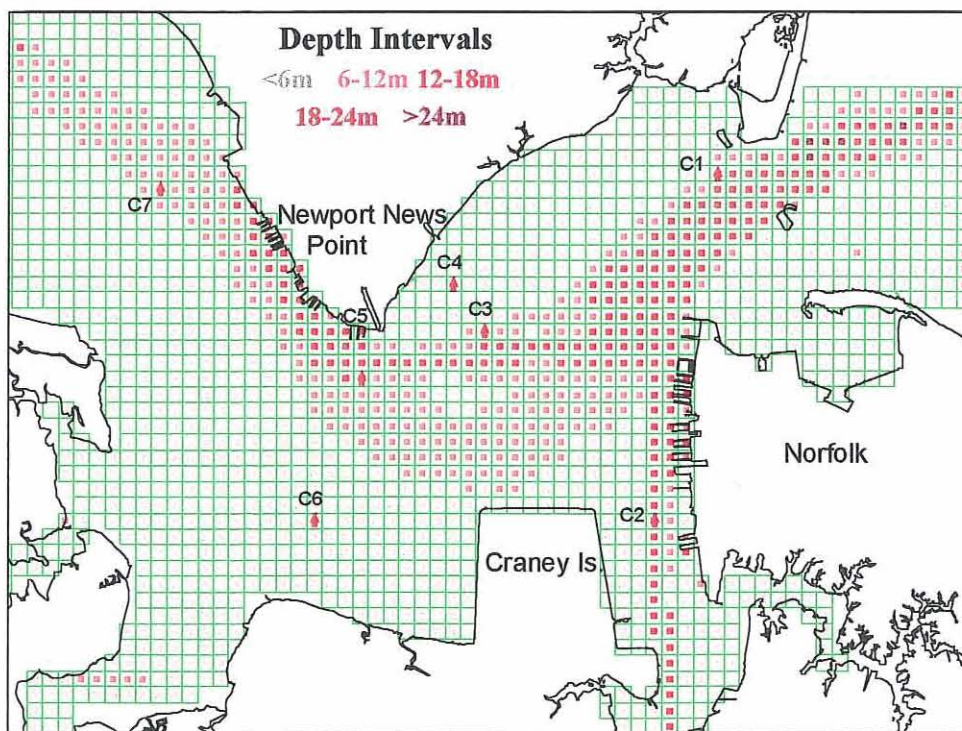 Depth Intervals
<6m 6-12m 12-18m
18-24m >24m
C1
C7
Newport News
Point
C4
C3
C5
Norfolk
C6
C2
Craney Is.